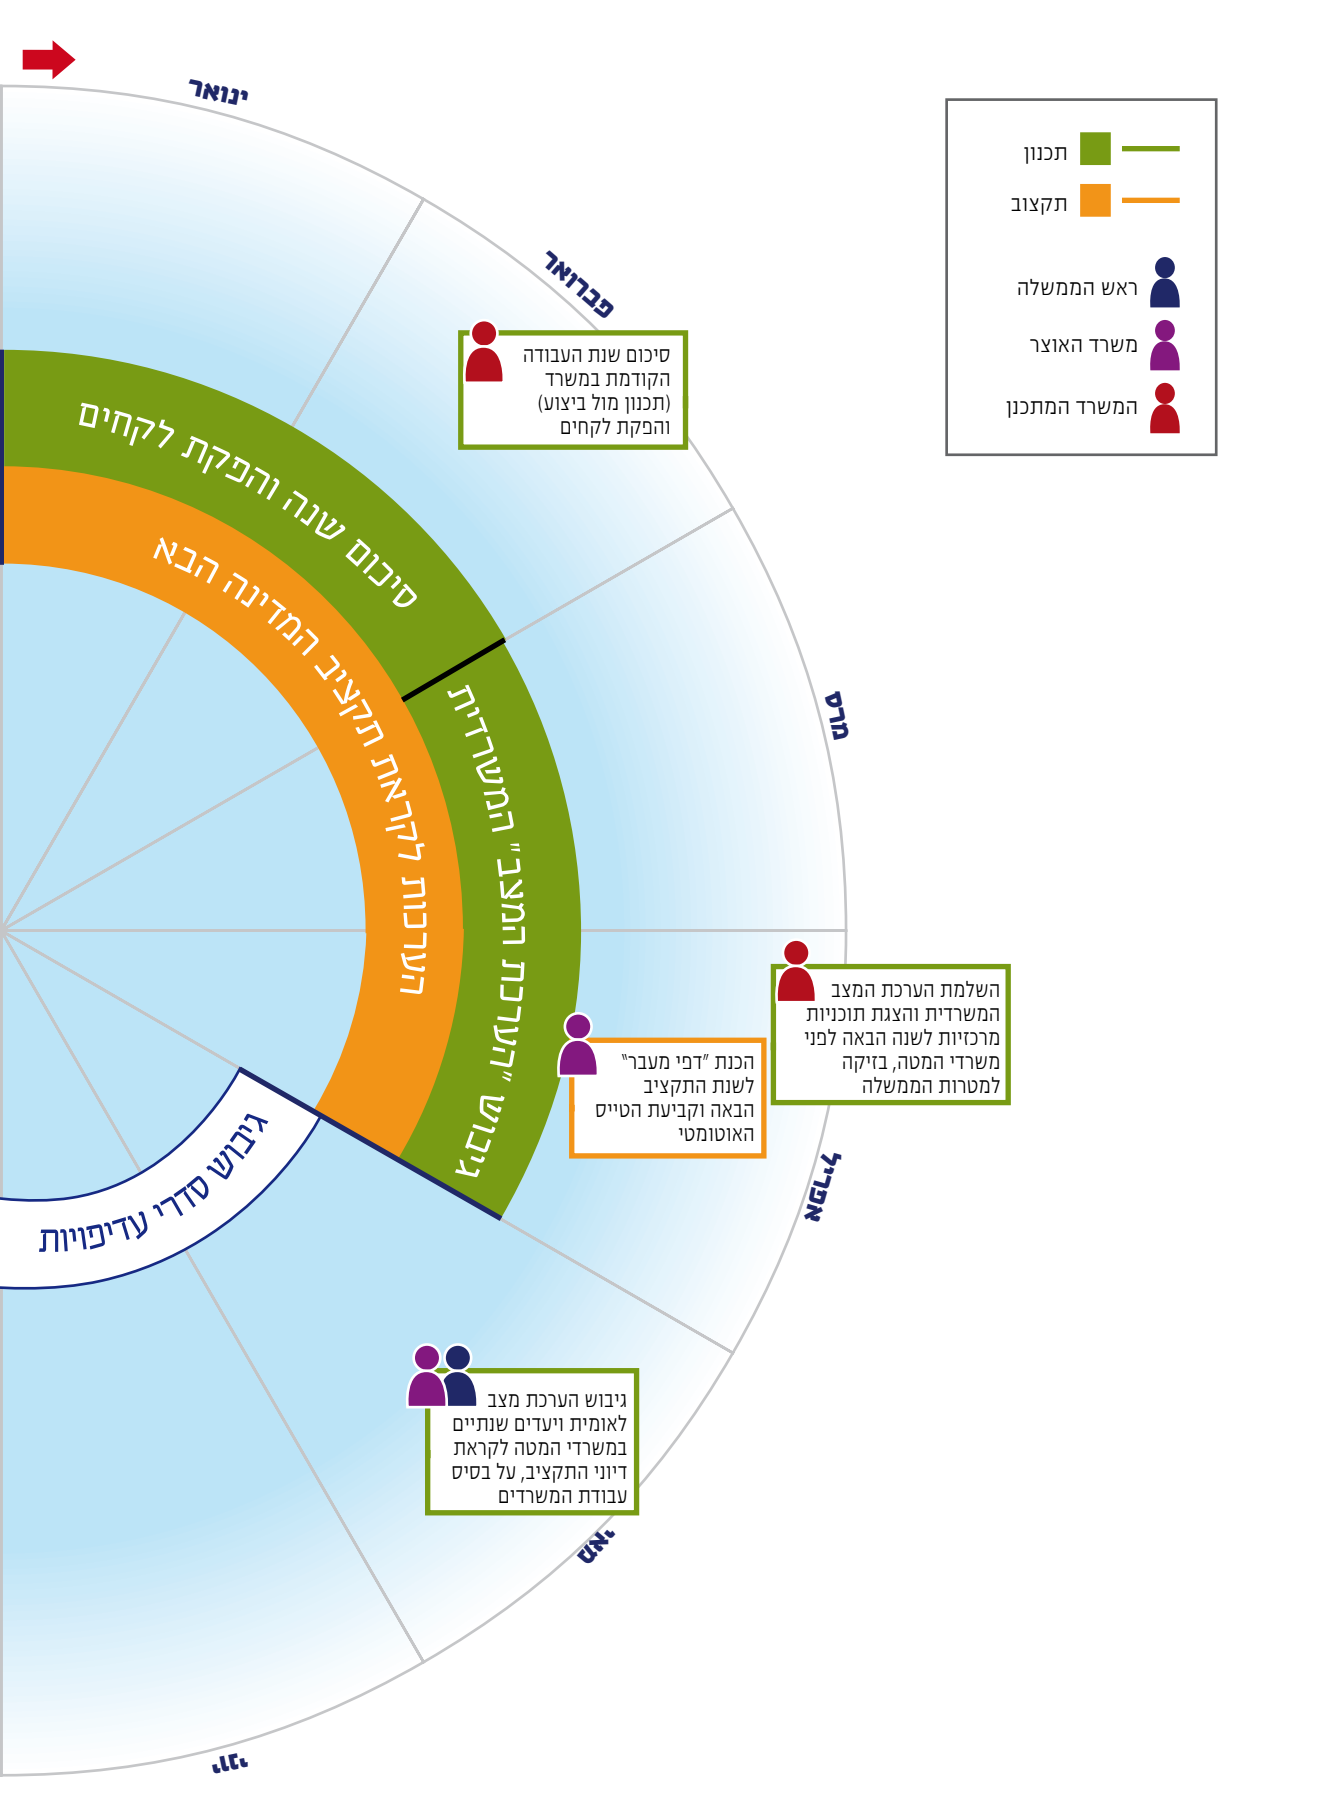 ינואר
פברואר
מרס
אפריל
מאי
יוני
תכנון
תקצוב
ראש הממשלה
משרד האוצר
המשרד המתכנן
סיכום שנה והפקת לקחים
הערכות לקראת תקציב המדינה הבא
גיבוש "הערכת המצב" המשרדית
גיבוש סדרי עדיפויות
סיכום שנת העבודה
הקודמת במשרד
(תכנון מול ביצוע)
והפקת לקחים
השלמת הערכת המצב
המשרדית והצגת תוכניות
מרכזיות לשנה הבאה לפני
משרדי המטה, בזיקה
למטרות הממשלה
הכנת "דפי מעבר"
לשנת התקציב
הבאה וקביעת הטייס
האוטומטי
גיבוש הערכת מצב
לאומית ויעדים שנתיים
במשרדי המטה לקראת
דיוני התקציב, על בסיס
עבודת המשרדים